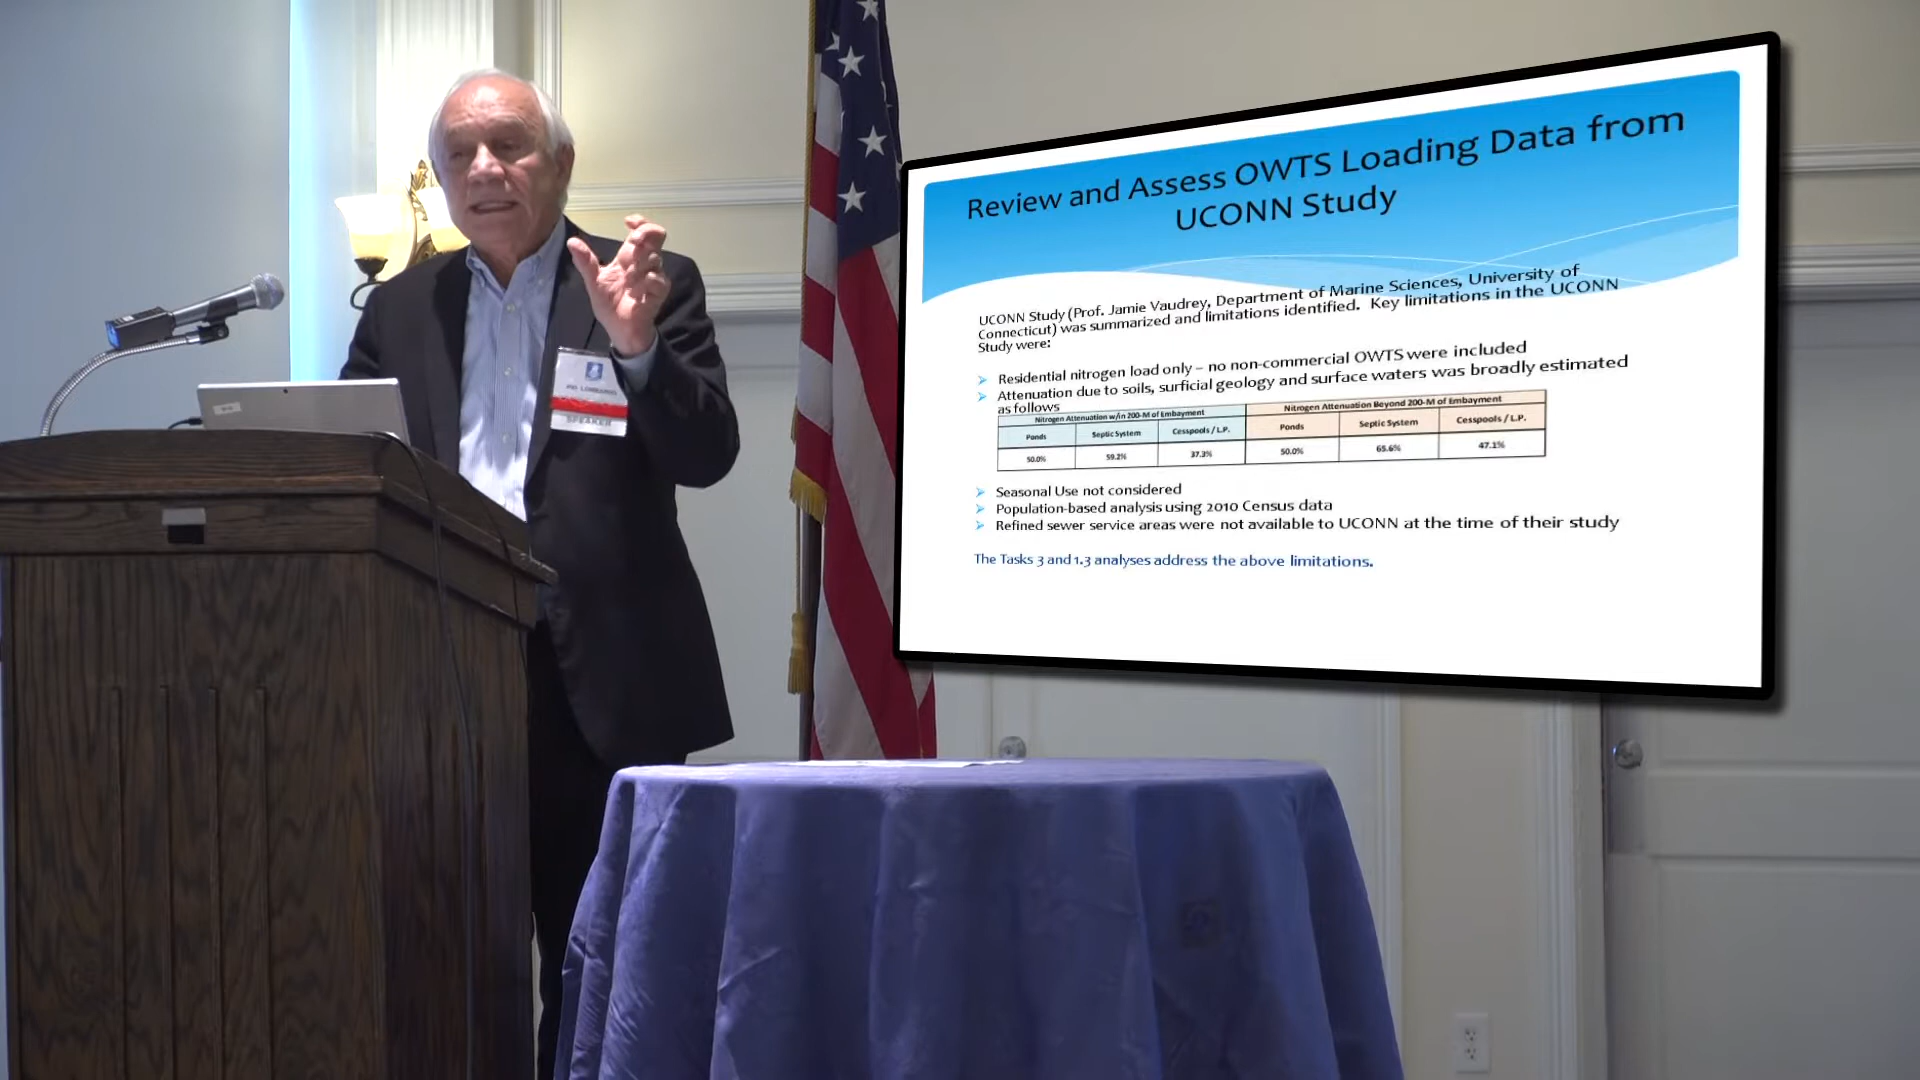 Review and Assess OWTS Loading Data from
UCONN Study
UCONN Study (Prof. Jamie Vaudrey, Department of Marine Sciences, University of
Connecticut) was summarized and limitations identified. Key limitations in the UCONN
Study were:
Residential nitrogen load only – no non-commercial OWTS were included
Attenuation due to soils, surficial geology and surface waters was broadly estimated
as follows
Nitrogen Attenuation w/in 200-M of Embayment Nitrogen Attenuation Beyond 200-M of Embayment
Ponds Septic System Cesspools / L.P. Ponds Septic System Cesspools / L.P.
50.0% 59.2% 37.3% 50.0% 65.6% 47.1%
Seasonal Use not considered
Population-based analysis using 2010 Census data
Refined sewer service areas were not available to UCONN at the time of their study
The Tasks 3 and 1.3 analyses address the above limitations.
SPEAKER